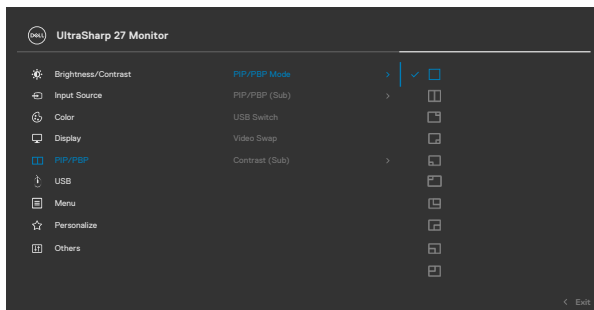 DELL
UltraSharp 27 Monitor
Brightness/Contrast
PIP/PBP Mode
Input Source
PIP/PBP (Sub)
Color
USB Switch
Display
Video Swap
PIP/PBP
Contrast (Sub)
USB
Menu
Personalize
Others
Exit